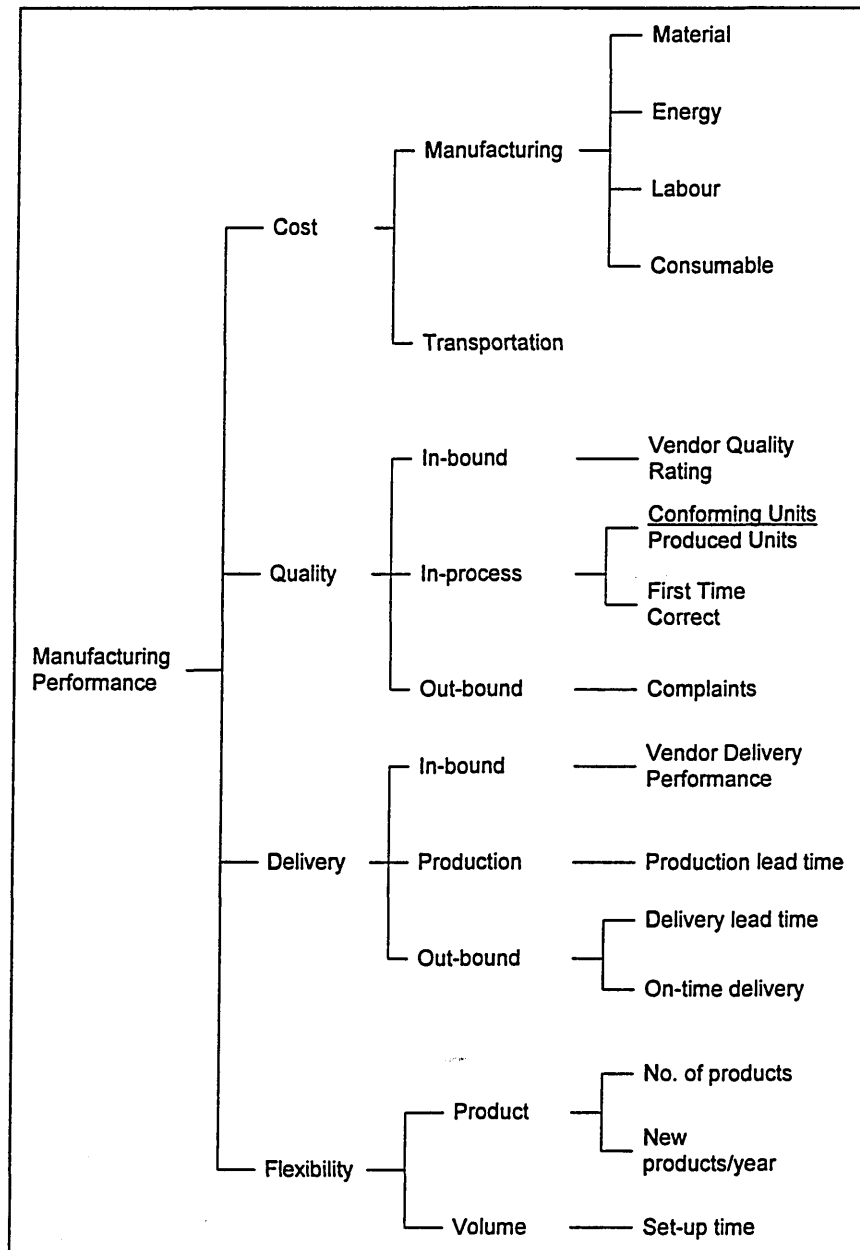 Material
Energy
Manufacturing
Labour
Cost
Consumable
Transportation
In-bound
Vendor Quality
Rating
Conforming Units
Produced Units
Quality
In-process
First Time
Correct
Manufacturing
Performance
Out-bound
Complaints
In-bound
Vendor Delivery
Performance
Delivery
Production
Production lead time
Delivery lead time
Out-bound
On-time delivery
No. of products
Product
New
products/year
Flexibility
Volume
Set-up time